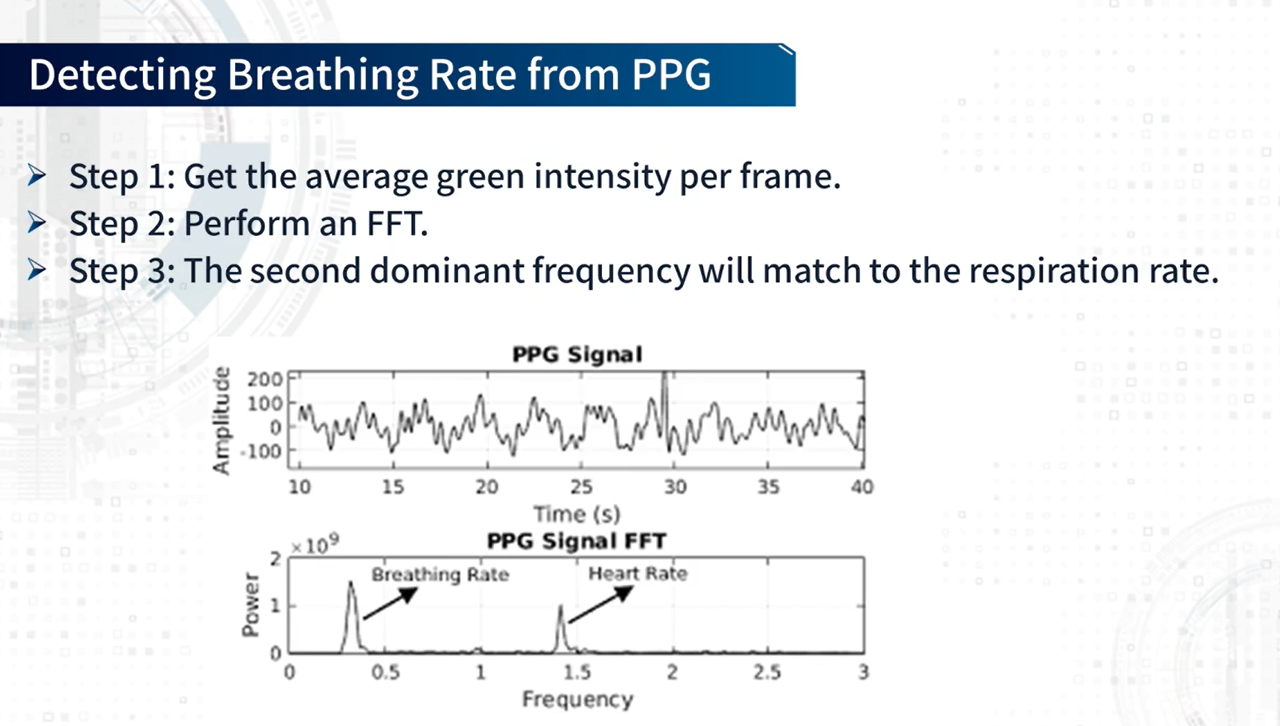 Detecting Breathing Rate from PPG
Step 1: Get the average green intensity per frame.
Step 2: Perform an FFT.
Step 3: The second dominant frequency will match to the respiration rate.
PPG Signal
Amplitude
200
100
0
-100
10 15 20 25 30 35 40
Time (s)
PPG Signal FFT
×10⁹
Power
2
1
0
Breathing Rate
Heart Rate
0 0.5 1 1.5 2 2.5 3
Frequency